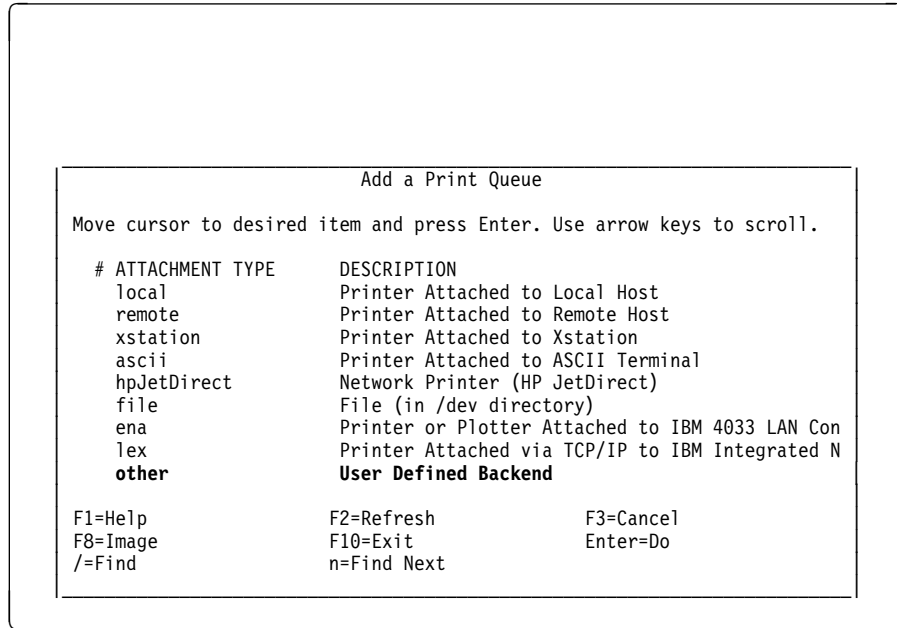 Add a Print Queue
Move cursor to desired item and press Enter. Use arrow keys to scroll.
# ATTACHMENT TYPE DESCRIPTION
local Printer Attached to Local Host
remote Printer Attached to Remote Host
xstation Printer Attached to Xstation
ascii Printer Attached to ASCII Terminal
hpJetDirect Network Printer (HP JetDirect)
file File (in /dev directory)
ena Printer or Plotter Attached to IBM 4033 LAN Con
lex Printer Attached via TCP/IP to IBM Integrated N
other User Defined Backend
F1=Help F2=Refresh F3=Cancel
F8=Image F10=Exit Enter=Do
/=Find n=Find Next